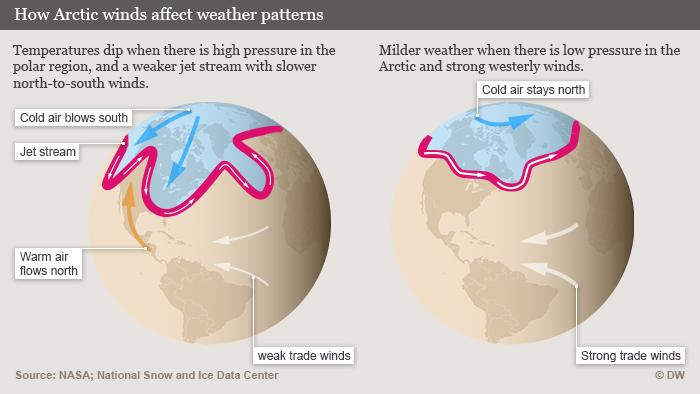 How Arctic winds affect weather patterns
Temperatures dip when there is high pressure in the
polar region, and a weaker jet stream with slower
north-to-south winds.
Cold air blows south
Jet stream
Warm air
flows north
weak trade winds
Milder weather when there is low pressure in the
Arctic and strong westerly winds.
Cold air stays north
Strong trade winds
Source: NASA; National Snow and Ice Data Center
© DW